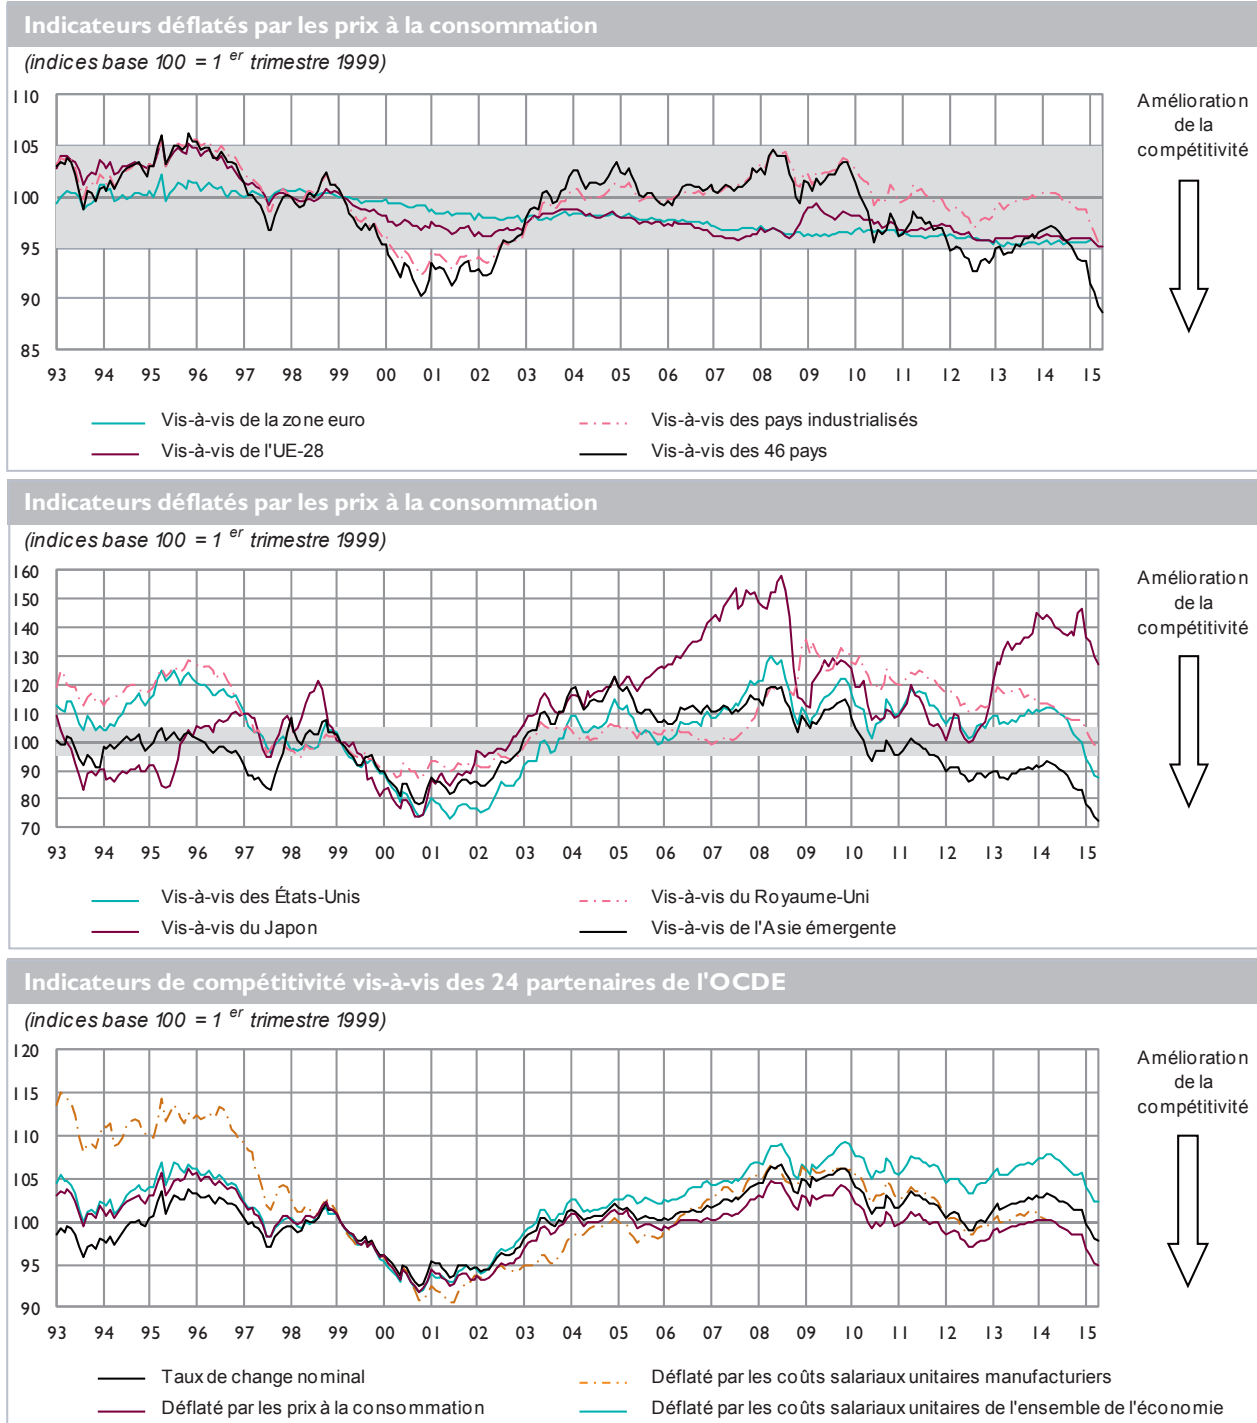 Indicateurs déflatés par les prix à la consommation
(indices base 100 = 1 er trimestre 1999)
110
105
100
95
90
85
93 94 95 96 97 98 99 00 01 02 03 04 05 06 07 08 09 10 11 12 13 14 15
Amélioration
de la
compétitivité
Vis-à-vis de la zone euro
Vis-à-vis des pays industrialisés
Vis-à-vis de l'UE-28
Vis-à-vis des 46 pays
Indicateurs déflatés par les prix à la consommation
(indices base 100 = 1 er trimestre 1999)
160
150
140
130
120
110
100
90
80
70
93 94 95 96 97 98 99 00 01 02 03 04 05 06 07 08 09 10 11 12 13 14 15
Amélioration
de la
compétitivité
Vis-à-vis des États-Unis
Vis-à-vis du Royaume-Uni
Vis-à-vis du Japon
Vis-à-vis de l'Asie émergente
Indicateurs de compétitivité vis-à-vis des 24 partenaires de l'OCDE
(indices base 100 = 1 er trimestre 1999)
120
115
110
105
100
95
90
93 94 95 96 97 98 99 00 01 02 03 04 05 06 07 08 09 10 11 12 13 14 15
Amélioration
de la
compétitivité
Taux de change nominal
Déflaté par les coûts salariaux unitaires manufacturiers
Déflaté par les prix à la consommation
Déflaté par les coûts salariaux unitaires de l'ensemble de l'économie